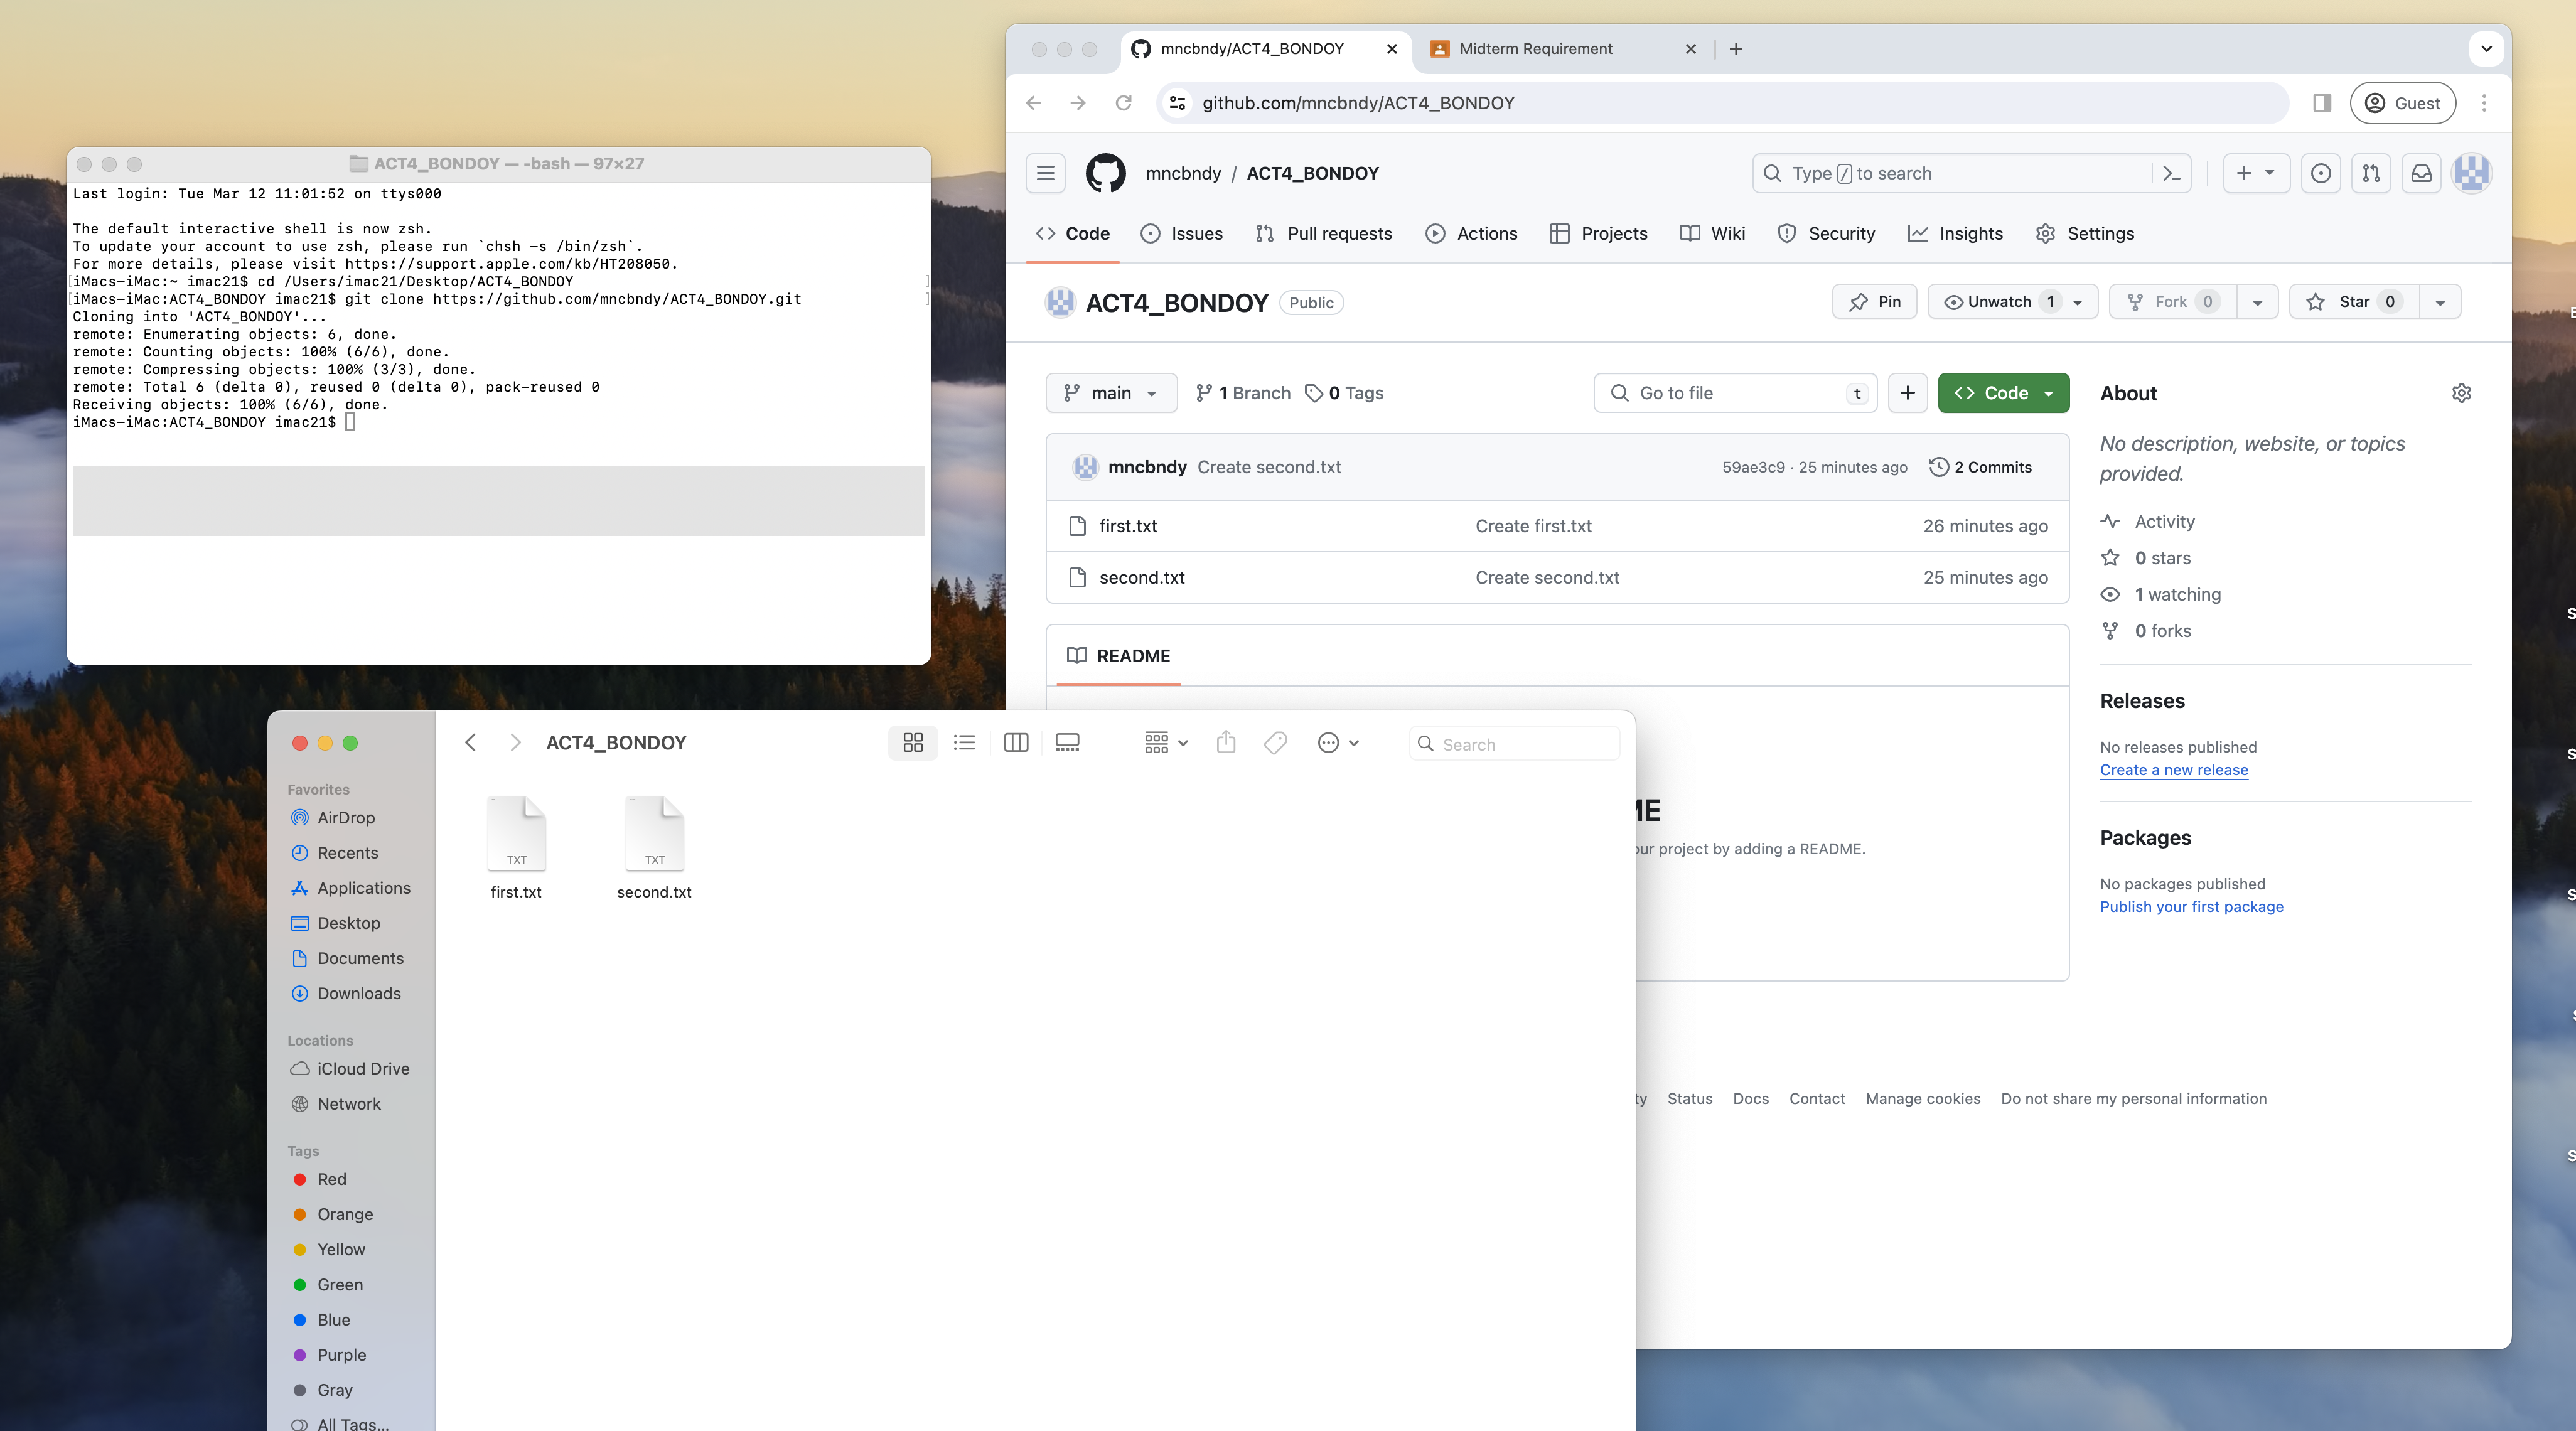 ACT4_BONDOY — -bash — 97×27
Last login: Tue Mar 12 11:01:52 on ttys000
The default interactive shell is now zsh.
To update your account to use zsh, please run `chsh -s /bin/zsh`.
For more details, please visit https://support.apple.com/kb/HT208050.
[iMacs-iMac:~ imac21$ cd /Users/imac21/Desktop/ACT4_BONDOY ]
[iMacs-iMac:ACT4_BONDOY imac21$ git clone https://github.com/mncbndy/ACT4_BONDOY.git ]
Cloning into 'ACT4_BONDOY'...
remote: Enumerating objects: 6, done.
remote: Counting objects: 100% (6/6), done.
remote: Compressing objects: 100% (3/3), done.
remote: Total 6 (delta 0), reused 0 (delta 0), pack-reused 0
Receiving objects: 100% (6/6), done.
iMacs-iMac:ACT4_BONDOY imac21$
mncbndy/ACT4_BONDOY
Midterm Requirement
github.com/mncbndy/ACT4_BONDOY
Guest
mncbndy / ACT4_BONDOY
Type / to search
Code
Issues
Pull requests
Actions
Projects
Wiki
Security
Insights
Settings
ACT4_BONDOY Public
Pin
Unwatch 1
Fork 0
Star 0
main
1 Branch
0 Tags
Go to file t
Code
mncbndy Create second.txt 59ae3c9 · 25 minutes ago 2 Commits
first.txt Create first.txt 26 minutes ago
second.txt Create second.txt 25 minutes ago
README
ME
our project by adding a README.
About
No description, website, or topics
provided.
Activity
0 stars
1 watching
0 forks
Releases
No releases published
Create a new release
Packages
No packages published
Publish your first package
ty Status Docs Contact Manage cookies Do not share my personal information
ACT4_BONDOY
Search
Favorites
AirDrop
Recents
Applications
Desktop
Documents
Downloads
Locations
iCloud Drive
Network
Tags
Red
Orange
Yellow
Green
Blue
Purple
Gray
All Tags...
TXT
first.txt
TXT
second.txt